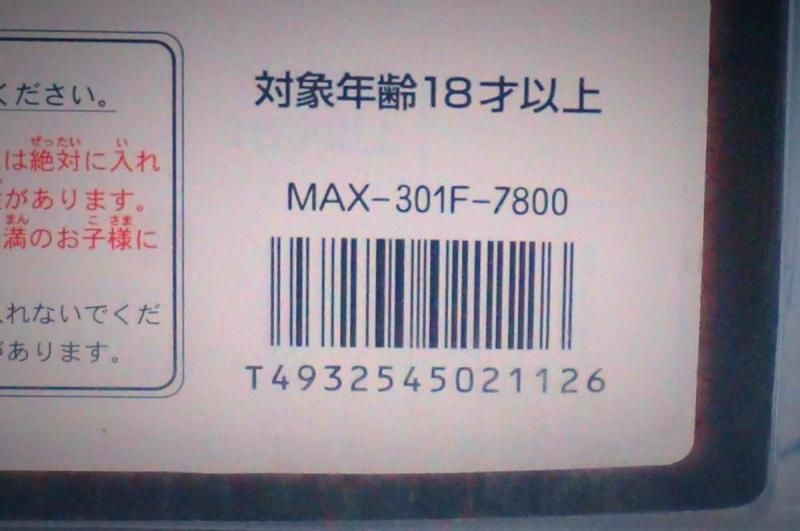 ください。
は絶対に入れ
があります。
満のお子様に
れないでくだ
があります。
対象年齢18才以上
MAX-301F-7800
T4932545021126